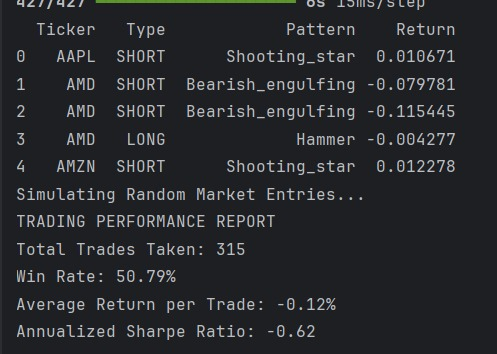 427/427 6s 15ms/step
Ticker Type Pattern Return
0 AAPL SHORT Shooting_star 0.010671
1 AMD SHORT Bearish_engulfing -0.079781
2 AMD SHORT Bearish_engulfing -0.115445
3 AMD LONG Hammer -0.004277
4 AMZN SHORT Shooting_star 0.012278
Simulating Random Market Entries...
TRADING PERFORMANCE REPORT
Total Trades Taken: 315
Win Rate: 50.79%
Average Return per Trade: -0.12%
Annualized Sharpe Ratio: -0.62